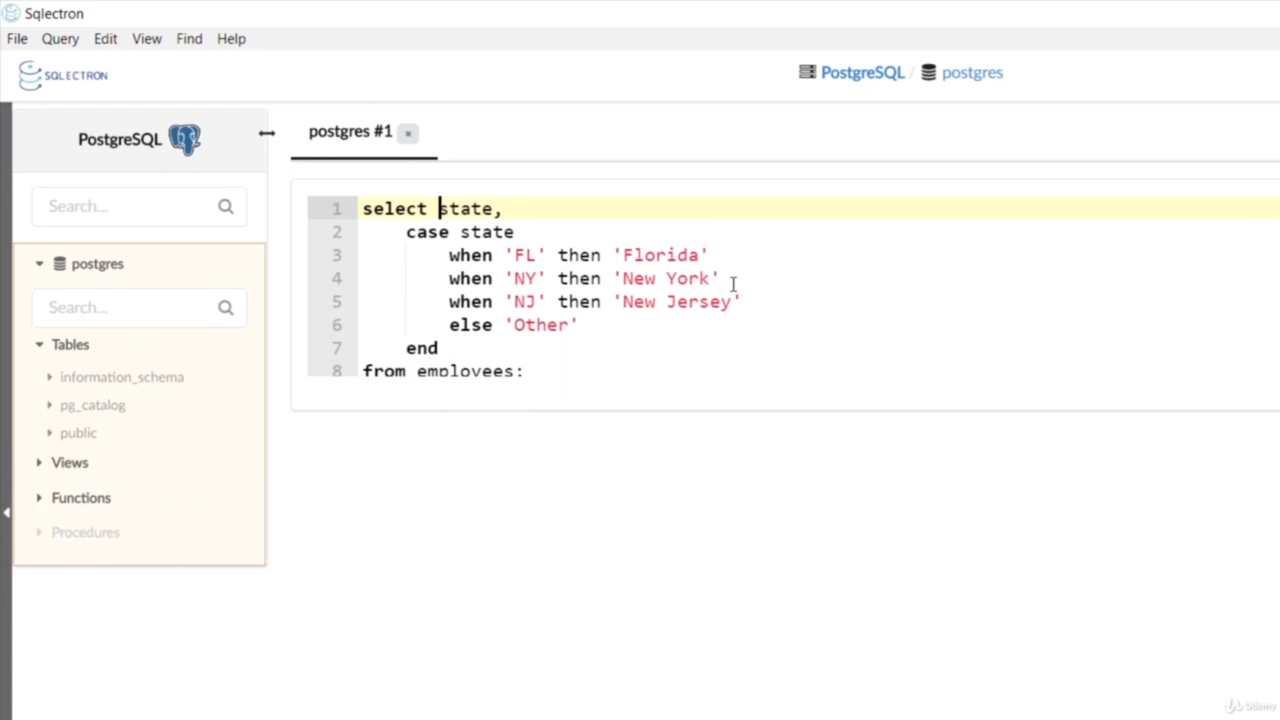 Sqlectron
File Query Edit View Find Help
SQLECTRON
PostgreSQL / postgres
PostgreSQL
postgres #1 ×
Search...
postgres
Search...
Tables
information_schema
pg_catalog
public
Views
Functions
Procedures
1 select state,
2 case state
3 when 'FL' then 'Florida'
4 when 'NY' then 'New York'
5 when 'NJ' then 'New Jersey'
6 else 'Other'
7 end
8 from employees;
Udemy